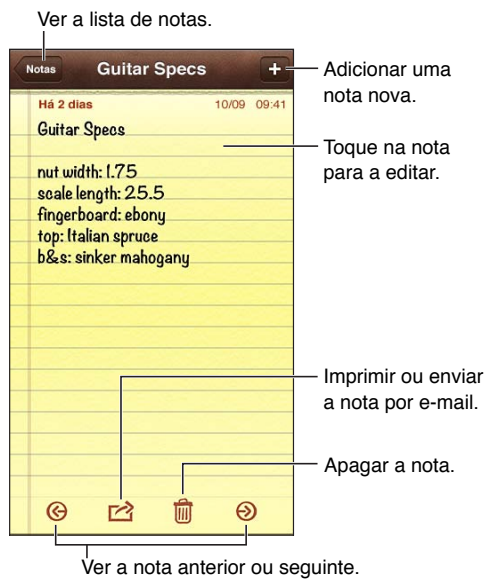 Ver a lista de notas.
Notas Guitar Specs +
Adicionar uma
nota nova.
Há 2 dias 10/09 09:41
Guitar Specs
Toque na nota
para a editar.
nut width: 1.75
scale length: 25.5
fingerboard: ebony
top: Italian spruce
b&s: sinker mahogany
Imprimir ou enviar
a nota por e-mail.
Apagar a nota.
Ver a nota anterior ou seguinte.